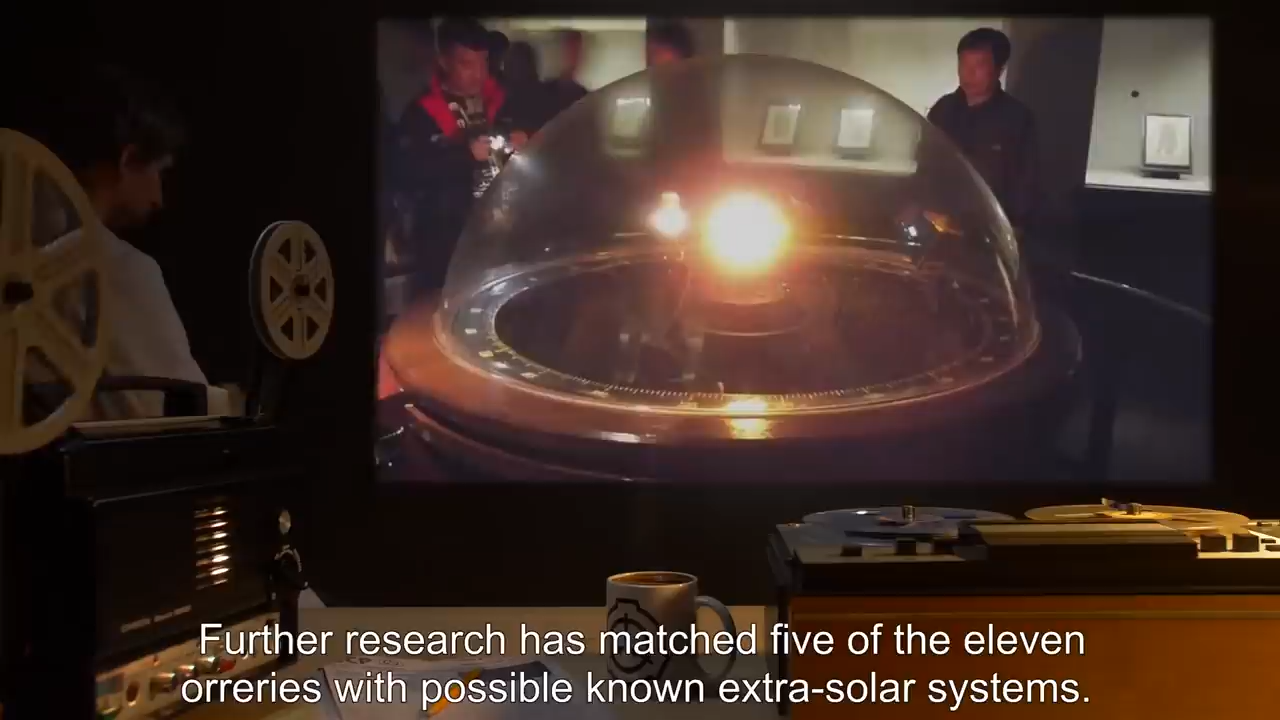 Further research has matched five of the eleven
orreries with possible known extra-solar systems.